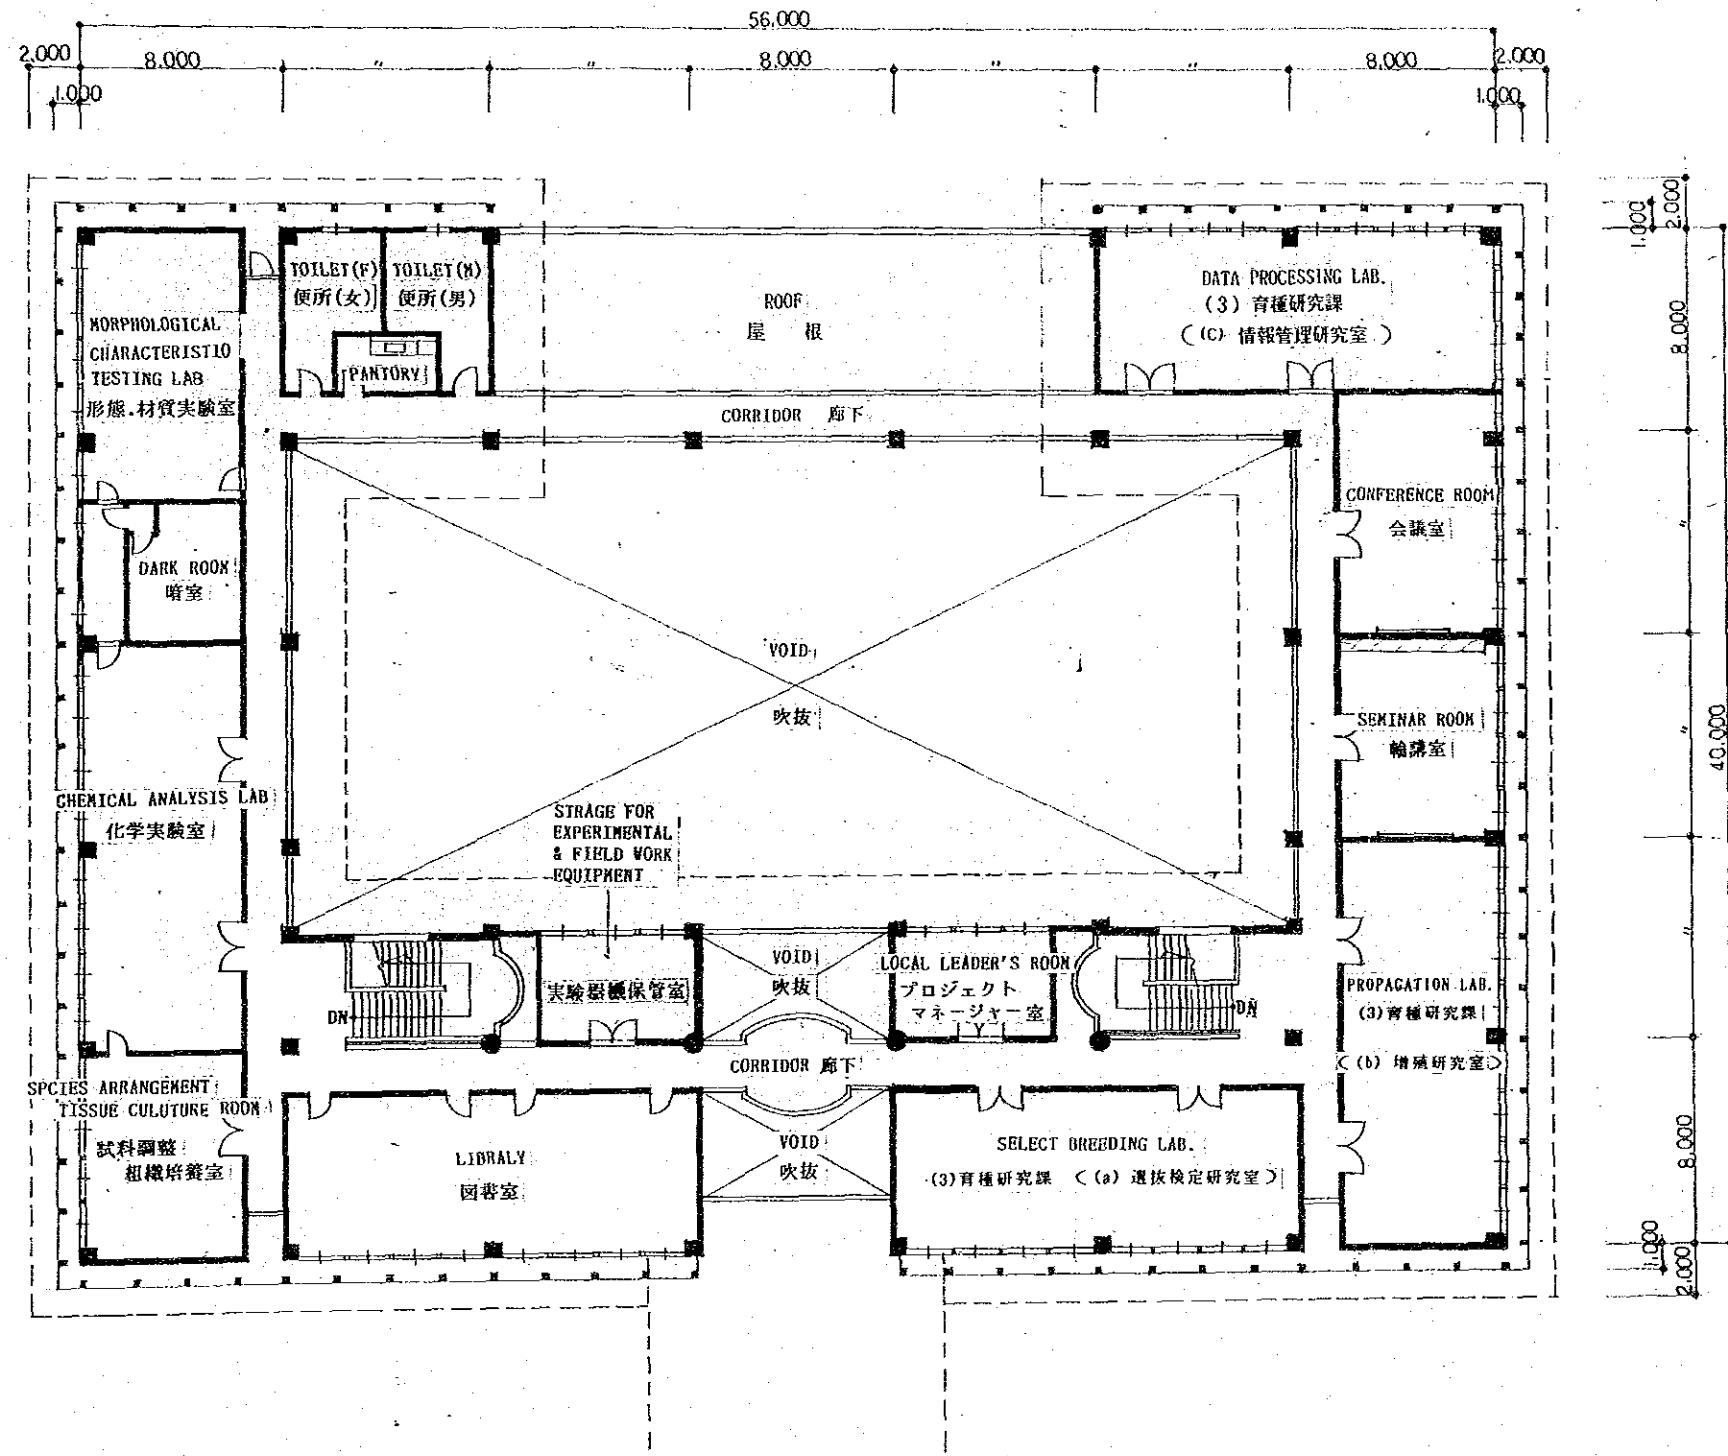 56,000
2,000
8,000
"
"
8,000
"
"
8,000
2,000
1,000
1,000
TOILET(F)
便所(女)
TOILET(M)
便所(男)
PANTORY
ROOF
屋 根
DATA PROCESSING LAB.
(3) 育種研究課
( (C) 情報管理研究室 )
1,000
2,000
8,000
MORPHOLOGICAL
CHARACTERISTIO
TESTING LAB
形態.材質実験室
CORRIDOR 廊下
CONFERENCE ROOM
会議室
"
DARK ROOM
暗室
VOID
吹抜
SEMINAR ROOM
輪講室
"
40,000
CHEMICAL ANALYSIS LAB
化学実験室
STRAGE FOR
EXPERIMENTAL
& FIELD WORK
EQUIPMENT
"
DN
実験器機保管室
VOID
吹抜
LOCAL LEADER'S ROOM
プロジェクト
マネージャー室
DN
PROPAGATION LAB.
(3)育種研究課
( (b) 増殖研究室)
CORRIDOR 廊下
SPCIES ARRANGEMENT
TISSUE CULUTURE ROOM
試料調整
組織培養室
LIBRALY
図書室
VOID
吹抜
SELECT BREEDING LAB.
(3)育種研究課 ( (a) 選抜検定研究室 )
8,000
1,000
2,000